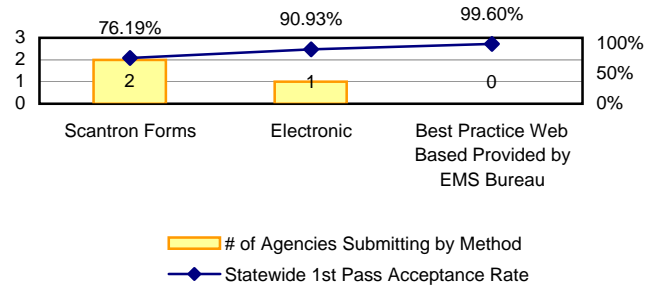 76.19% 90.93% 99.60%
3
2
1
0
2 1 0
100%
50%
0%
Scantron Forms
Electronic
Best Practice Web
Based Provided by
EMS Bureau
# of Agencies Submitting by Method
Statewide 1st Pass Acceptance Rate